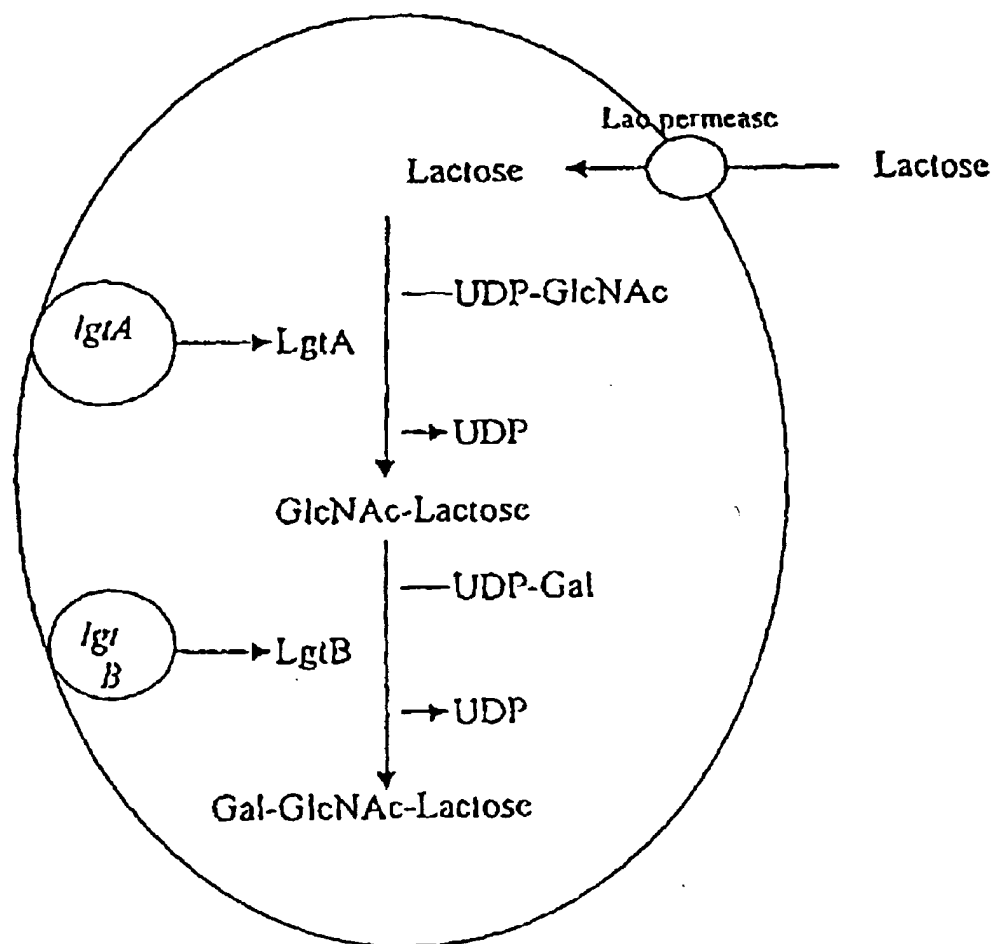 Lac permease
Lactose
Lactose
UDP-GlcNAc
lgtA
LgtA
UDP
GlcNAc-Lactose
UDP-Gal
lgt
B
LgtB
UDP
Gal-GlcNAc-Lactose